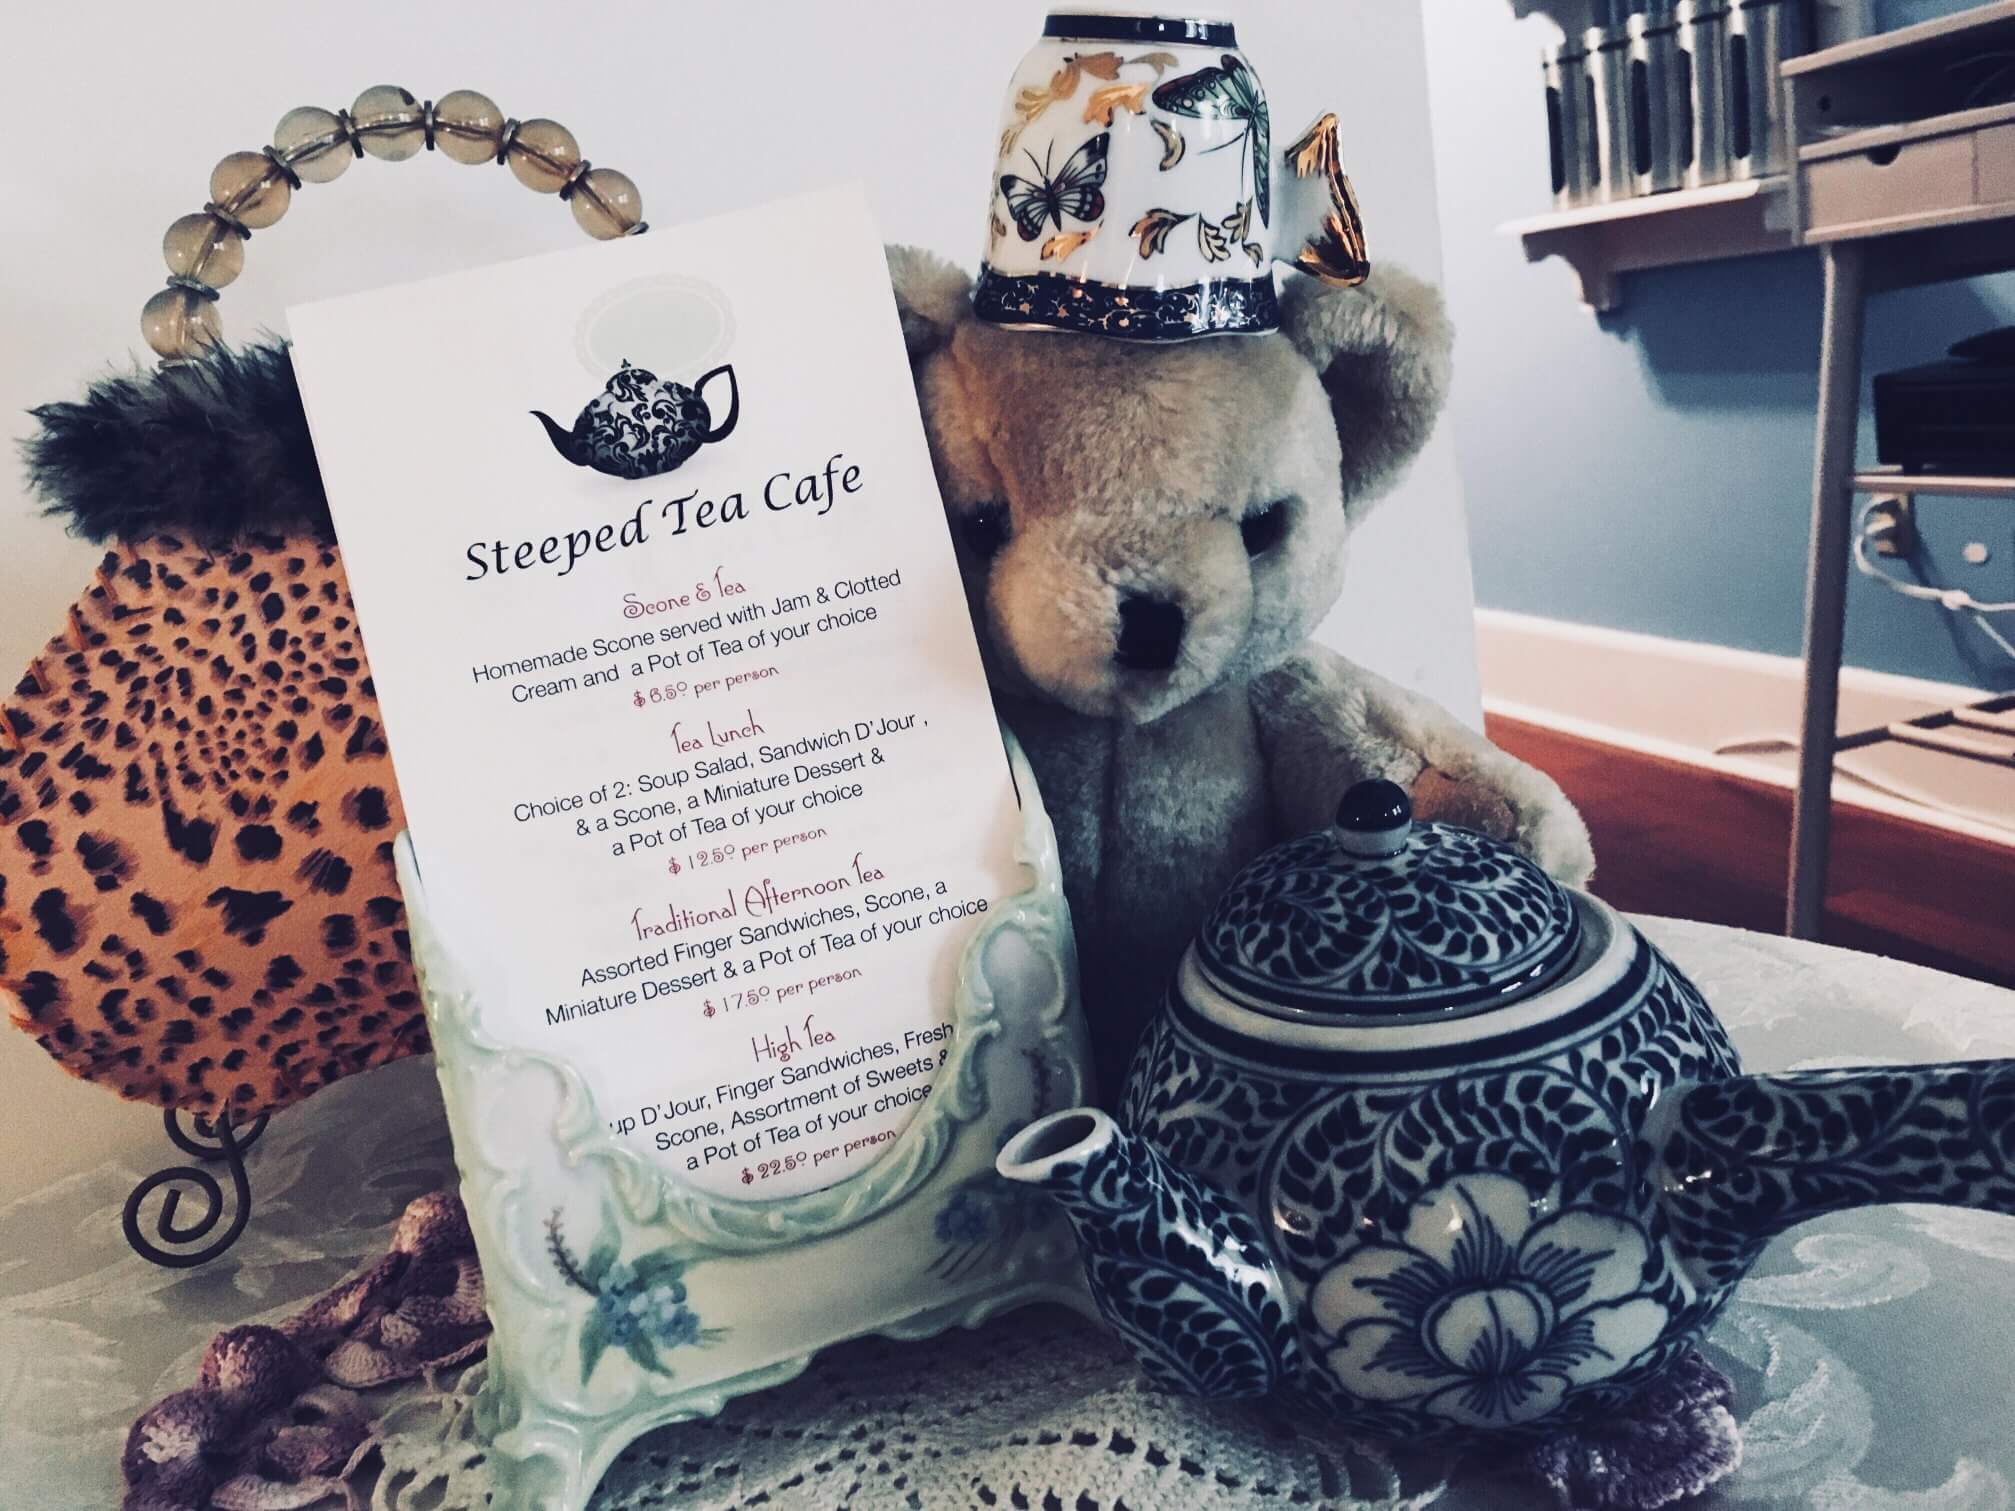 Steeped Tea Cafe
Scone & Tea
Homemade Scone served with Jam & Clotted
Cream and a Pot of Tea of your choice
$ 6.50 per person
Tea Lunch
Choice of 2: Soup Salad, Sandwich D'Jour ,
& a Scone, a Miniature Dessert &
a Pot of Tea of your choice
$ 12.50 per person
Traditional Afternoon Tea
Assorted Finger Sandwiches, Scone, a
Miniature Dessert & a Pot of Tea of your choice
$ 17.50 per person
High Tea
up D'Jour, Finger Sandwiches, Fresh
Scone, Assortment of Sweets &
a Pot of Tea of your choice
$ 22.50 per person